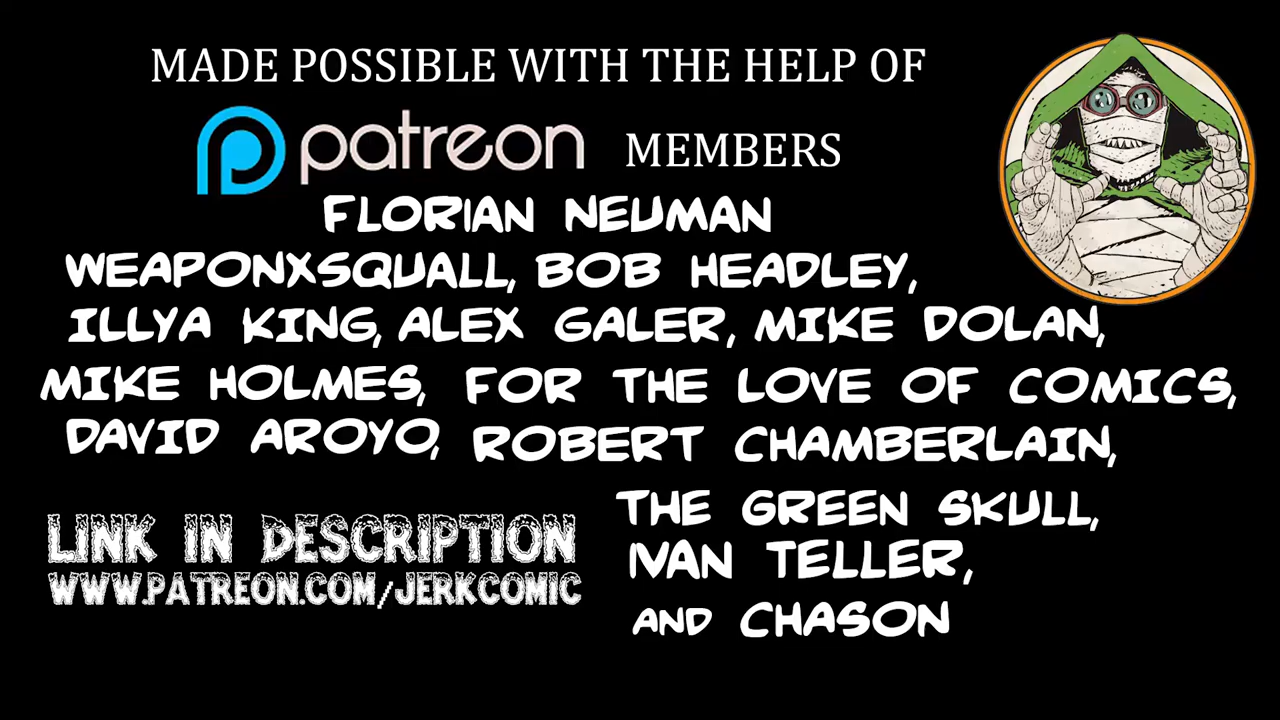 MADE POSSIBLE WITH THE HELP OF
patreon MEMBERS
FLORIAN NEUMAN
WEAPONXSQUALL, BOB HEADLEY,
ILLYA KING, ALEX GALER, MIKE DOLAN,
MIKE HOLMES, FOR THE LOVE OF COMICS,
DAVID AROYO, ROBERT CHAMBERLAIN,
THE GREEN SKULL,
IVAN TELLER,
AND CHASON
LINK IN DESCRIPTION
WWW.PATREON.COM/JERKCOMIC